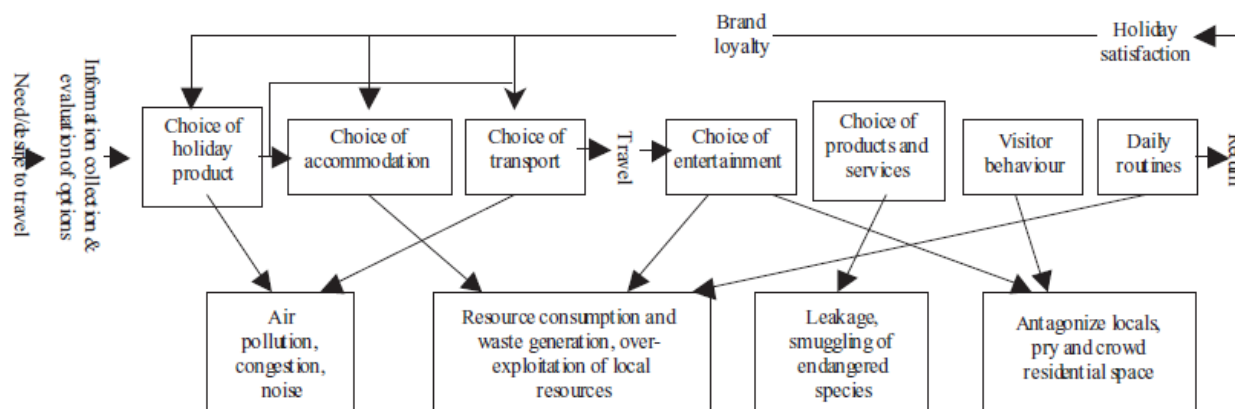 Brand
loyalty
Holiday
satisfaction
Need/desire to travel
Information collection &
evaluation of options
Choice of
holiday
product
Choice of
accommodation
Choice of
transport
Travel
Choice of
entertainment
Choice of
products and
services
Visitor
behaviour
Daily
routines
Return
Air
pollution,
congestion,
noise
Resource consumption and
waste generation, over-
exploitation of local
resources
Leakage,
smuggling of
endangered
species
Antagonize locals,
pry and crowd
residential space